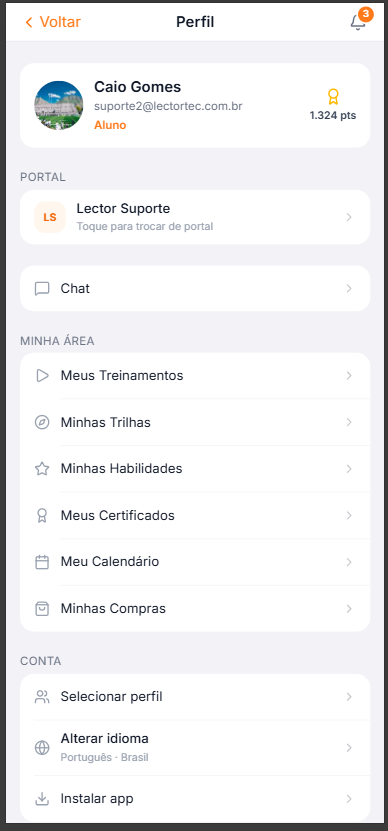 Voltar
Perfil
3
Caio Gomes
suporte2@lectortec.com.br
Aluno
1.324 pts
PORTAL
LS
Lector Suporte
Toque para trocar de portal
Chat
MINHA ÁREA
Meus Treinamentos
Minhas Trilhas
Minhas Habilidades
Meus Certificados
Meu Calendário
Minhas Compras
CONTA
Selecionar perfil
Alterar idioma
Português · Brasil
Instalar app